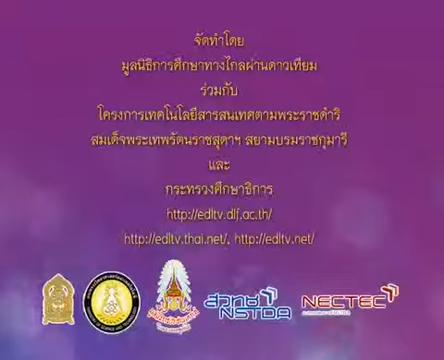 จัดทำโดย
มูลนิธิการศึกษาทางไกลผ่านดาวเทียม
ร่วมกับ
โครงการเทคโนโลยีสารสนเทศตามพระราชดำริ
สมเด็จพระเทพรัตนราชสุดาฯ สยามบรมราชกุมารี
และ
กระทรวงศึกษาธิการ
http://edltv.dlf.ac.th/
http://edltv.thai.net/, http://edltv.net/
สวทช
NSTDA
NECTEC